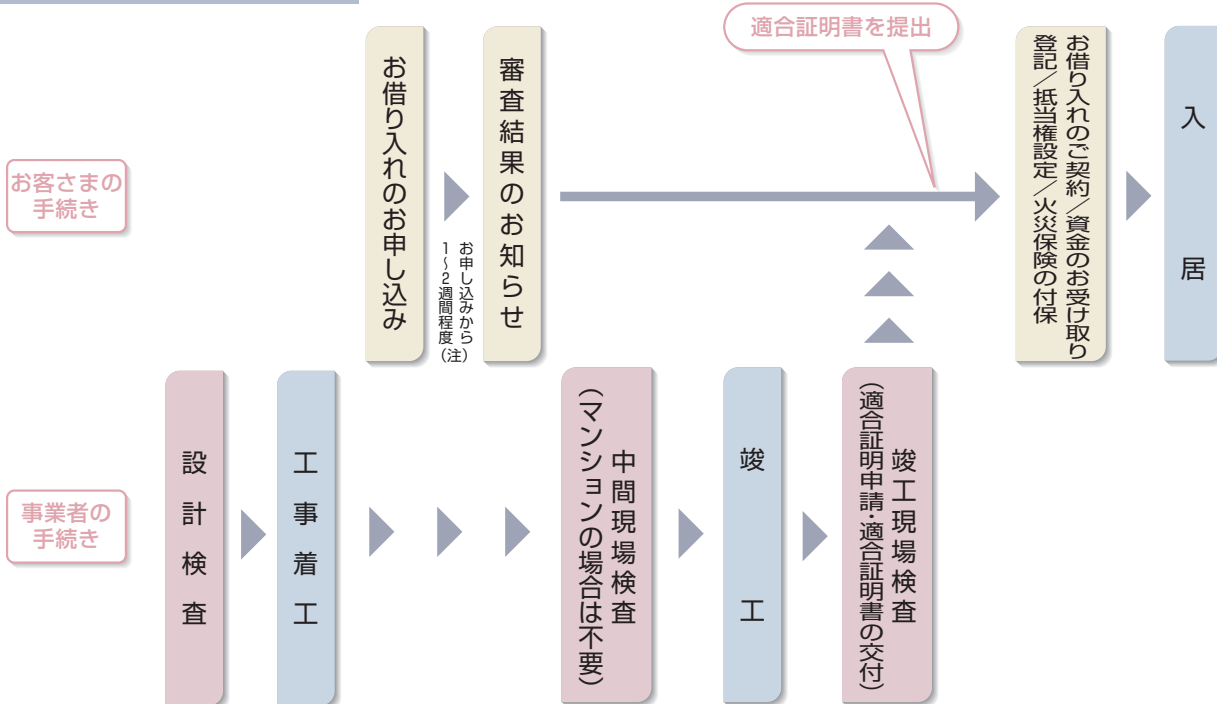 適合証明書を提出
お客さまの
手続き
お借り入れのお申し込み
お申し込みから
1〜2週間程度(注)
審査結果のお知らせ
お借り入れのご契約／資金のお受け取り
登記／抵当権設定／火災保険の付保
入居
事業者の
手続き
設計検査
工事着工
中間現場検査
(マンションの場合は不要)
竣工
竣工現場検査
(適合証明申請・適合証明書の交付)